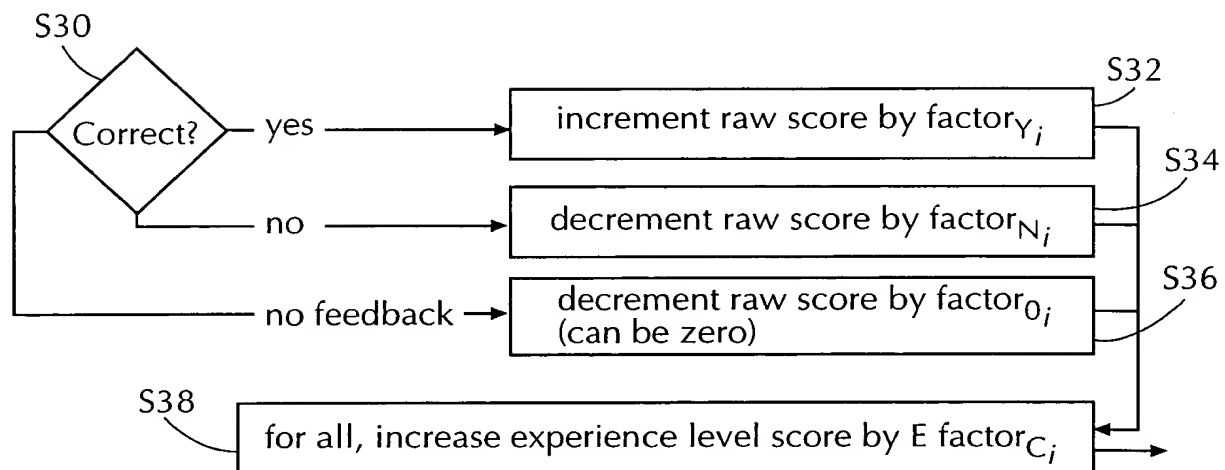 S30
Correct?
yes
increment raw score by factorYi
S32
no
decrement raw score by factorNi
S34
no feedback
decrement raw score by factor0i
(can be zero)
S36
S38
for all, increase experience level score by E factorCi